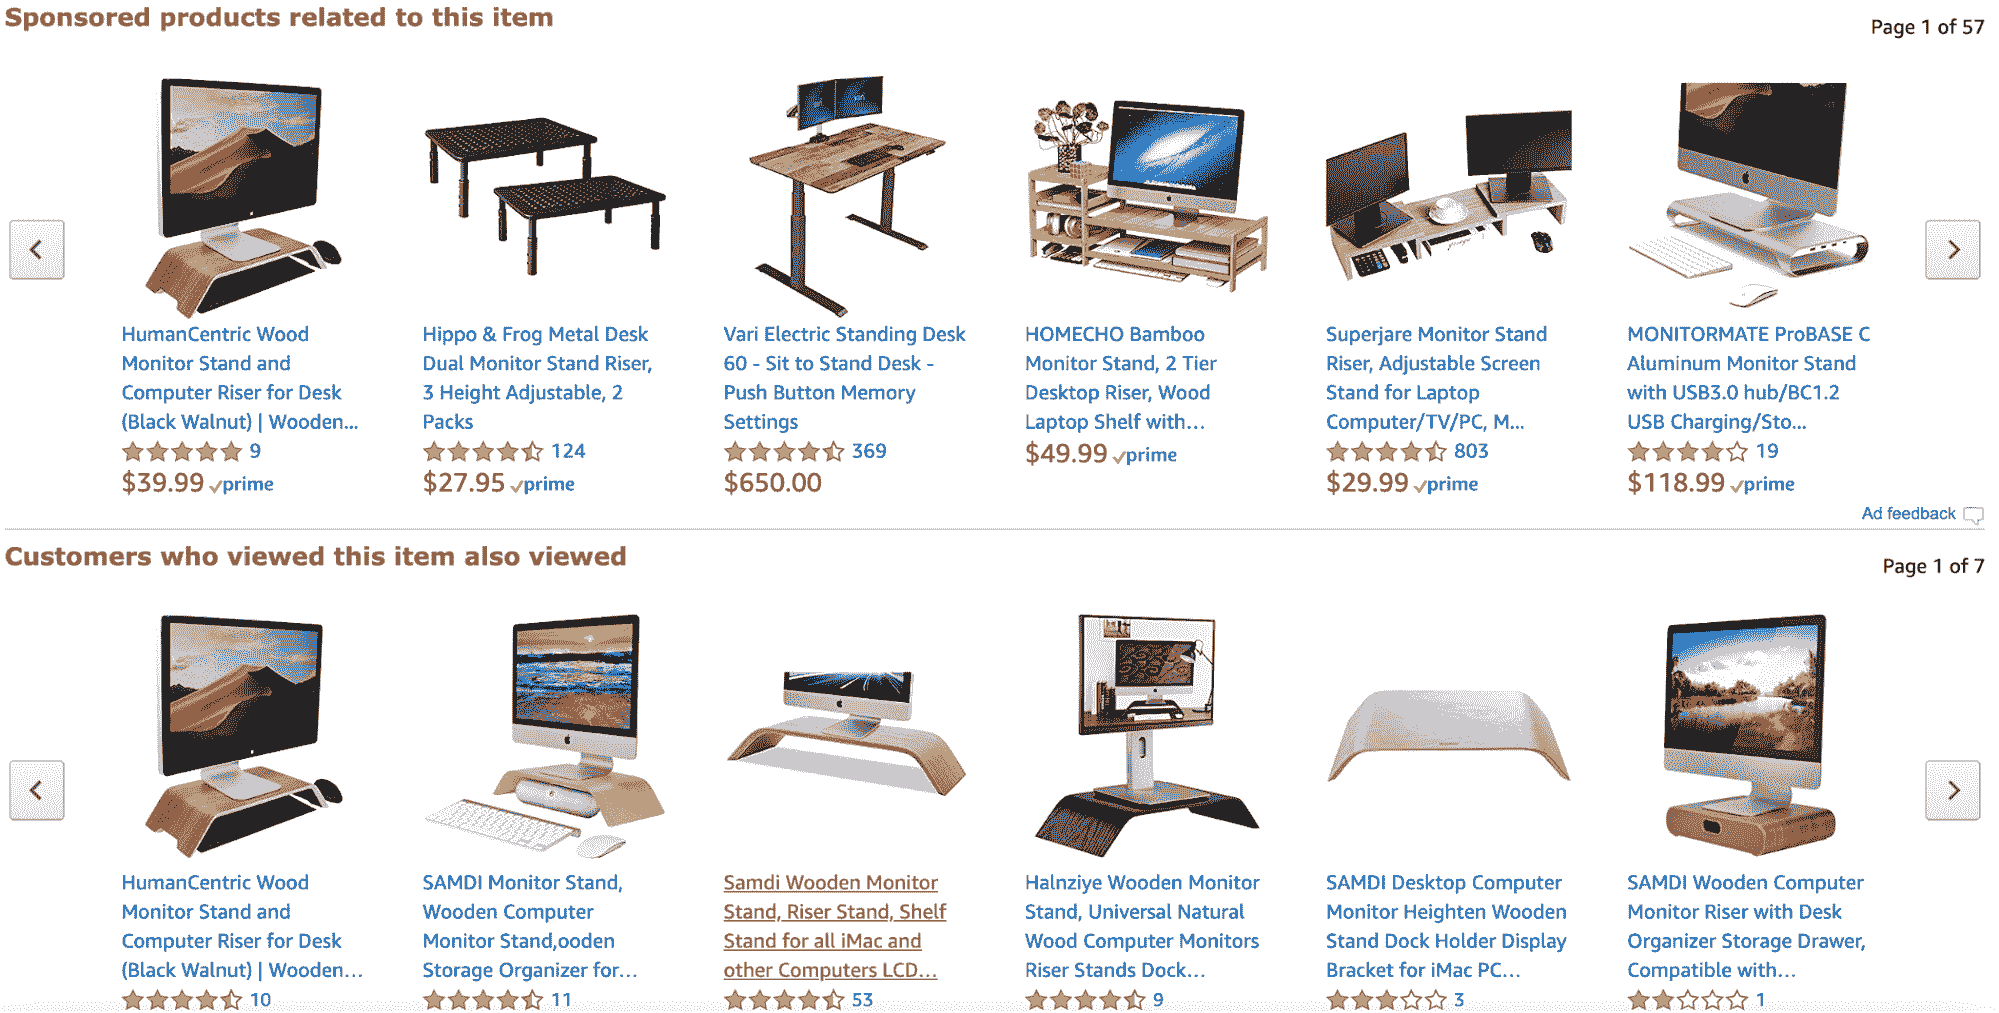 Sponsored products related to this item
Page 1 of 57
HumanCentric Wood
Monitor Stand and
Computer Riser for Desk
(Black Walnut) | Wooden...
9
$39.99 prime
Hippo & Frog Metal Desk
Dual Monitor Stand Riser,
3 Height Adjustable, 2
Packs
124
$27.95 prime
Vari Electric Standing Desk
60 - Sit to Stand Desk -
Push Button Memory
Settings
369
$650.00
HOMECHO Bamboo
Monitor Stand, 2 Tier
Desktop Riser, Wood
Laptop Shelf with...
$49.99 prime
Superjare Monitor Stand
Riser, Adjustable Screen
Stand for Laptop
Computer/TV/PC, M...
803
$29.99 prime
MONITORMATE ProBASE C
Aluminum Monitor Stand
with USB3.0 hub/BC1.2
USB Charging/Sto...
19
$118.99 prime
Ad feedback
Customers who viewed this item also viewed
Page 1 of 7
HumanCentric Wood
Monitor Stand and
Computer Riser for Desk
(Black Walnut) | Wooden...
10
SAMDI Monitor Stand,
Wooden Computer
Monitor Stand,ooden
Storage Organizer for...
11
Samdi Wooden Monitor
Stand, Riser Stand, Shelf
Stand for all iMac and
other Computers LCD...
53
Halnziye Wooden Monitor
Stand, Universal Natural
Wood Computer Monitors
Riser Stands Dock...
9
SAMDI Desktop Computer
Monitor Heighten Wooden
Stand Dock Holder Display
Bracket for iMac PC...
3
SAMDI Wooden Computer
Monitor Riser with Desk
Organizer Storage Drawer,
Compatible with...
1